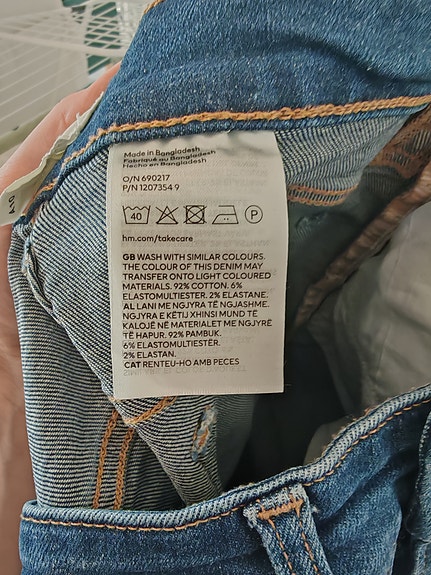 Made in Bangladesh
Fabriqué au Bangladesh
Hecho en Bangladesh
O/N 690217
P/N 1207354 9
40
P
hm.com/takecare
GB WASH WITH SIMILAR COLOURS.
THE COLOUR OF THIS DENIM MAY
TRANSFER ONTO LIGHT COLOURED
MATERIALS. 92% COTTON. 6%
ELASTOMULTIESTER. 2% ELASTANE.
AL LANI ME NGJYRA TË NGJASHME.
NGJYRA E KËTIJ XHINSI MUND TË
KALOJË NË MATERIALET ME NGJYRË
TË HAPUR. 92% PAMBUK.
6% ELASTOMULTIESTËR.
2% ELASTAN.
CAT RENTEU-HO AMB PECES